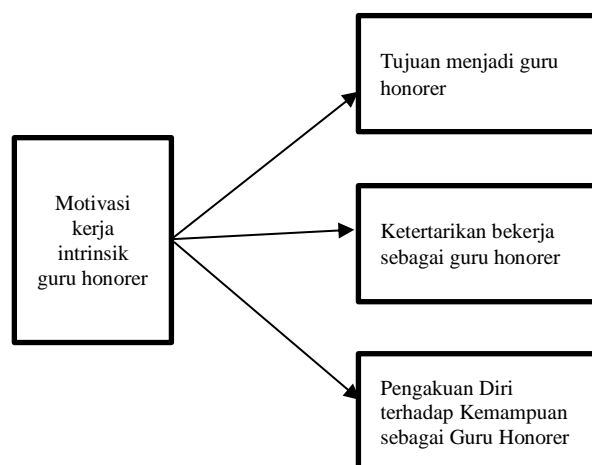 Motivasi
kerja
intrinsik
guru honorer
Tujuan menjadi guru
honorer
Ketertarikan bekerja
sebagai guru honorer
Pengakuan Diri
terhadap Kemampuan
sebagai Guru Honorer